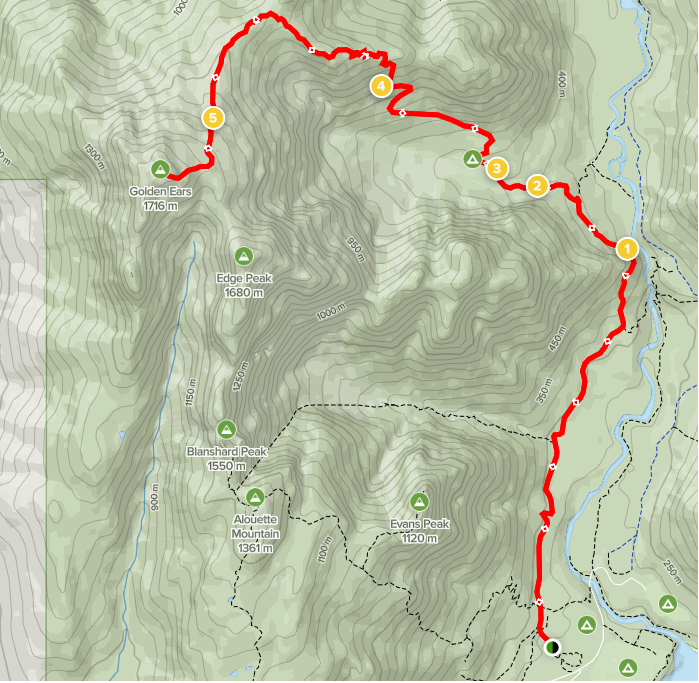 1000
400 m
4
5
1300 m
3
Golden Ears
1716 m
2
1
950 m
Edge Peak
1680 m
1000 m
450 m
1250 m
1150 m
350 m
Blanshard Peak
1550 m
900 m
Alouette
Mountain
1361 m
Evans Peak
1120 m
1100 m
250 m